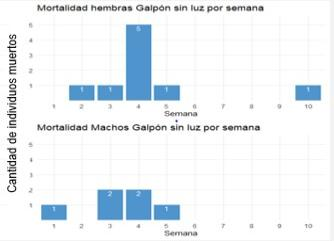 Mortalidad hembras Galpón sin luz por semana
Cantidad de individuos muertos
5
4
3
2
1
1 1 5 1 1
1 2 3 4 5 6 7 8 9 10
Semana
Mortalidad Machos Galpón sin luz por semana
5
4
3
2
1
1 2 2 1
1 2 3 4 5 6 7 8 9 10
Semana